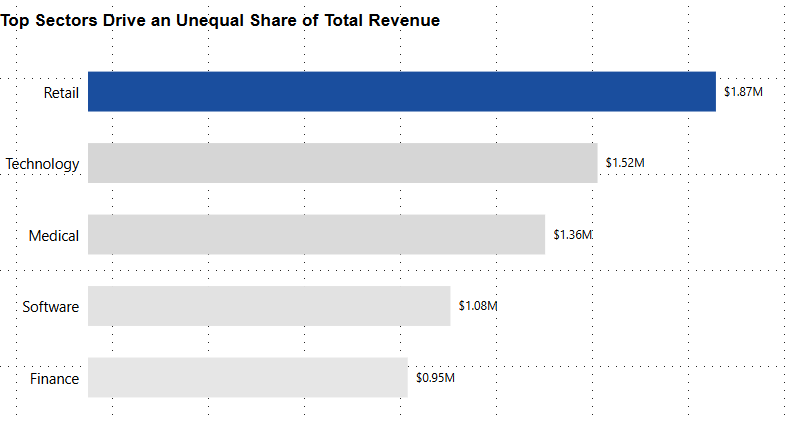 Top Sectors Drive an Unequal Share of Total Revenue
Retail $1.87M
Technology $1.52M
Medical $1.36M
Software $1.08M
Finance $0.95M